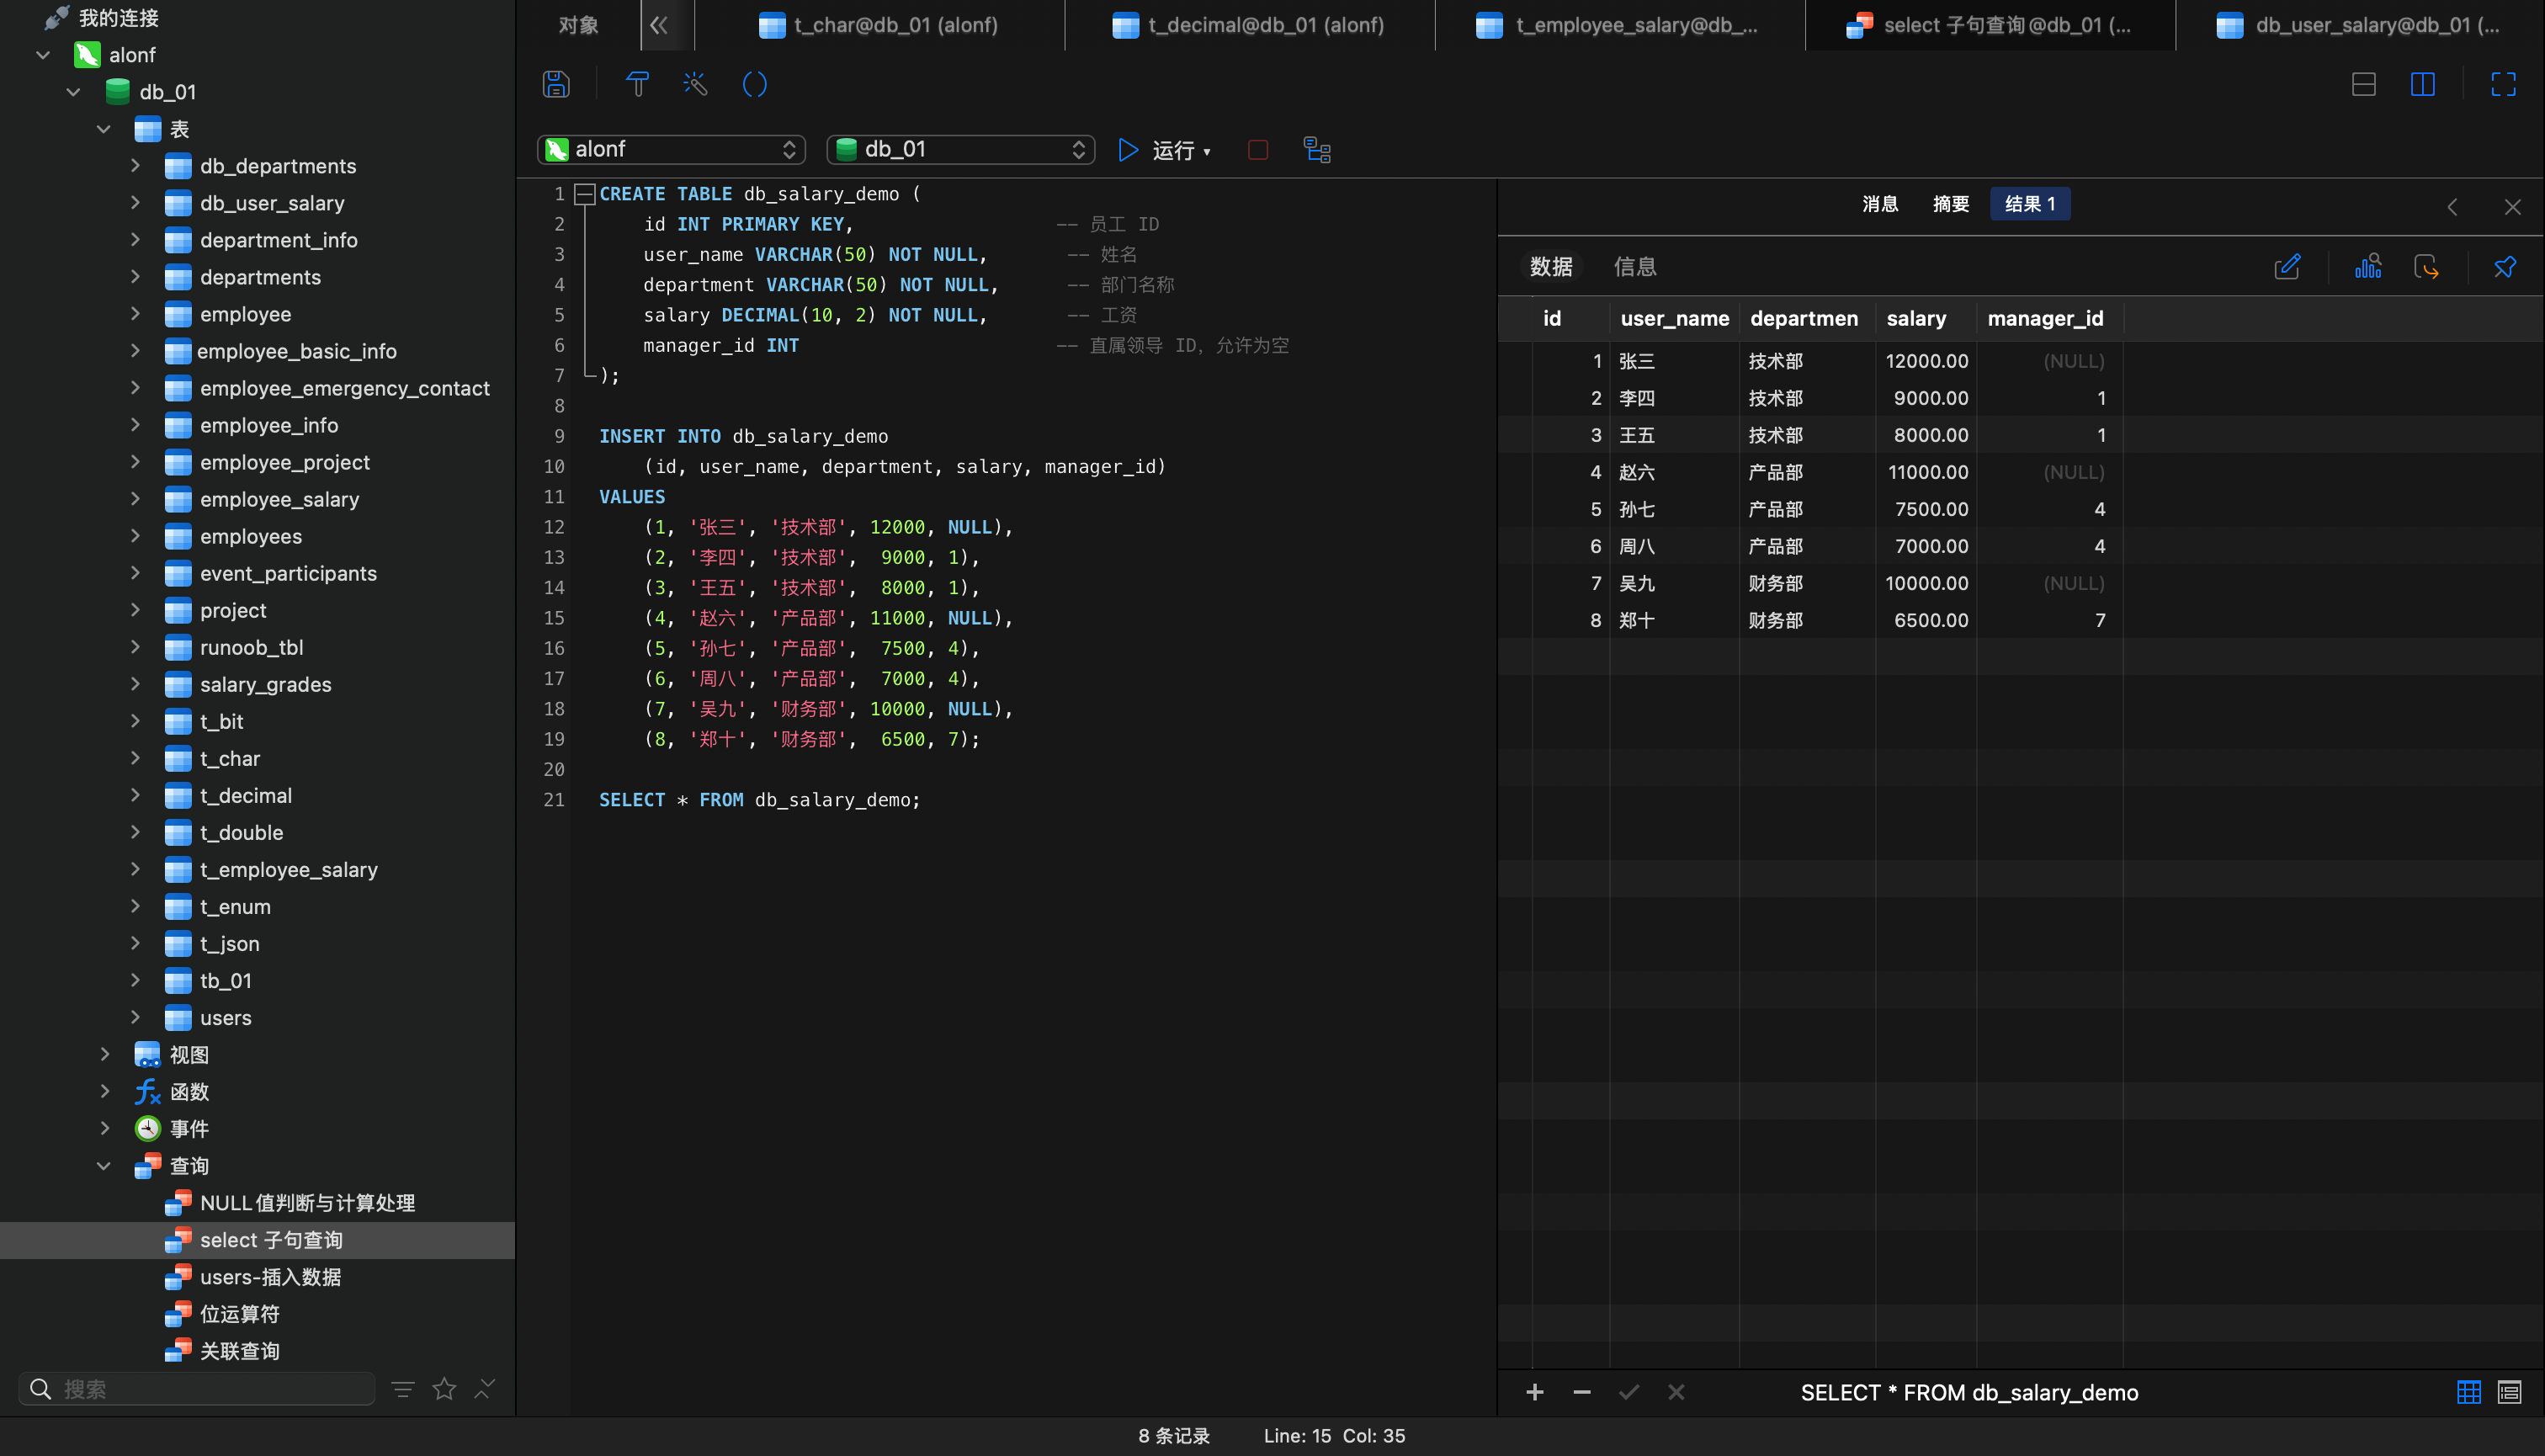 我的连接
alonf
db_01
表
db_departments
db_user_salary
department_info
departments
employee
employee_basic_info
employee_emergency_contact
employee_info
employee_project
employee_salary
employees
event_participants
project
runoob_tbl
salary_grades
t_bit
t_char
t_decimal
t_double
t_employee_salary
t_enum
t_json
tb_01
users
视图
函数
事件
查询
NULL值判断与计算处理
select 子句查询
users-插入数据
位运算符
关联查询
搜索
对象
t_char@db_01 (alonf)
t_decimal@db_01 (alonf)
t_employee_salary@db_...
select 子句查询@db_01 (...
db_user_salary@db_01 (...
alonf
db_01
运行
1 CREATE TABLE db_salary_demo (
2 id INT PRIMARY KEY, -- 员工 ID
3 user_name VARCHAR(50) NOT NULL, -- 姓名
4 department VARCHAR(50) NOT NULL, -- 部门名称
5 salary DECIMAL(10, 2) NOT NULL, -- 工资
6 manager_id INT -- 直属领导 ID，允许为空
7 );
8
9 INSERT INTO db_salary_demo
10 (id, user_name, department, salary, manager_id)
11 VALUES
12 (1, '张三', '技术部', 12000, NULL),
13 (2, '李四', '技术部', 9000, 1),
14 (3, '王五', '技术部', 8000, 1),
15 (4, '赵六', '产品部', 11000, NULL),
16 (5, '孙七', '产品部', 7500, 4),
17 (6, '周八', '产品部', 7000, 4),
18 (7, '吴九', '财务部', 10000, NULL),
19 (8, '郑十', '财务部', 6500, 7);
20
21 SELECT * FROM db_salary_demo;
消息 摘要 结果 1
数据 信息
id user_name departmen salary manager_id
1 张三 技术部 12000.00 (NULL)
2 李四 技术部 9000.00 1
3 王五 技术部 8000.00 1
4 赵六 产品部 11000.00 (NULL)
5 孙七 产品部 7500.00 4
6 周八 产品部 7000.00 4
7 吴九 财务部 10000.00 (NULL)
8 郑十 财务部 6500.00 7
SELECT * FROM db_salary_demo
8 条记录 Line: 15 Col: 35